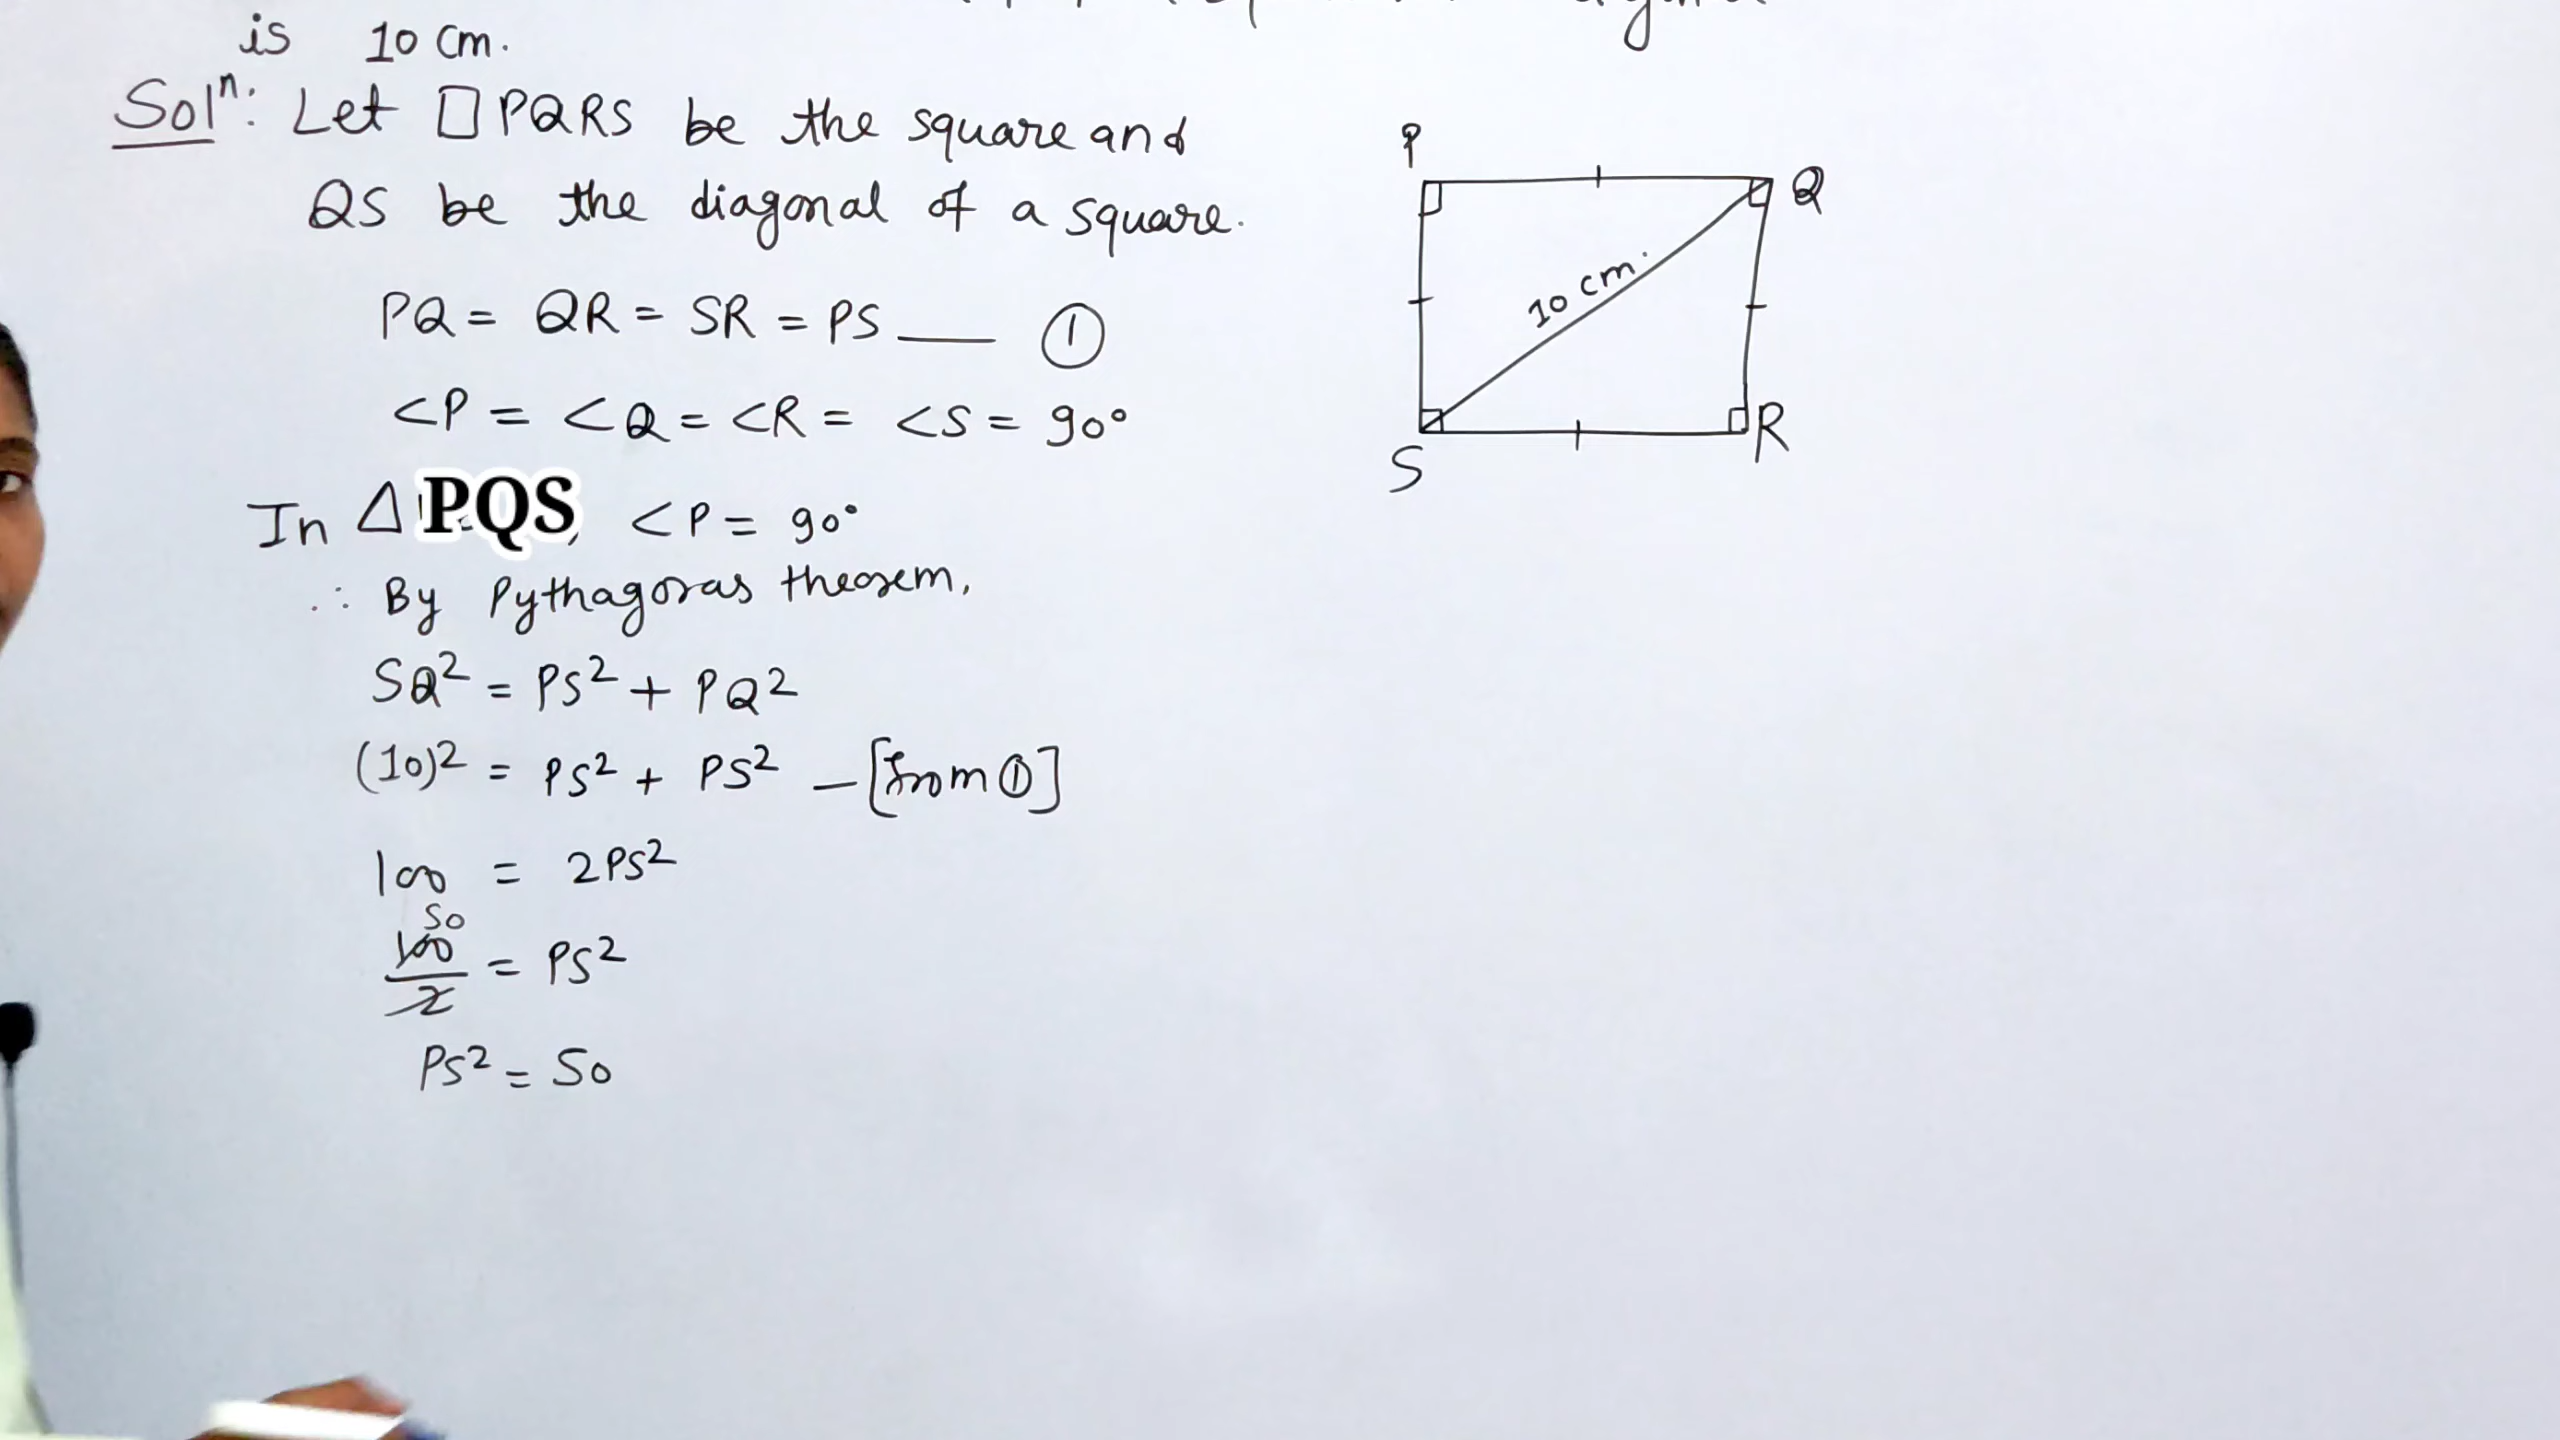 is 10 cm.
Solⁿ: Let □PQRS be the square and
QS be the diagonal of a square.
PQ = QR = SR = PS —— ①
<P = <Q = <R = <S = 90°
In △ PQS, <P = 90°
∴ By Pythagoras theorem,
SQ² = PS² + PQ²
(10)² = PS² + PS² – [from ①]
100 = 2PS²
50
100/2 = PS²
PS² = 50
P
Q
10 cm.
S
R